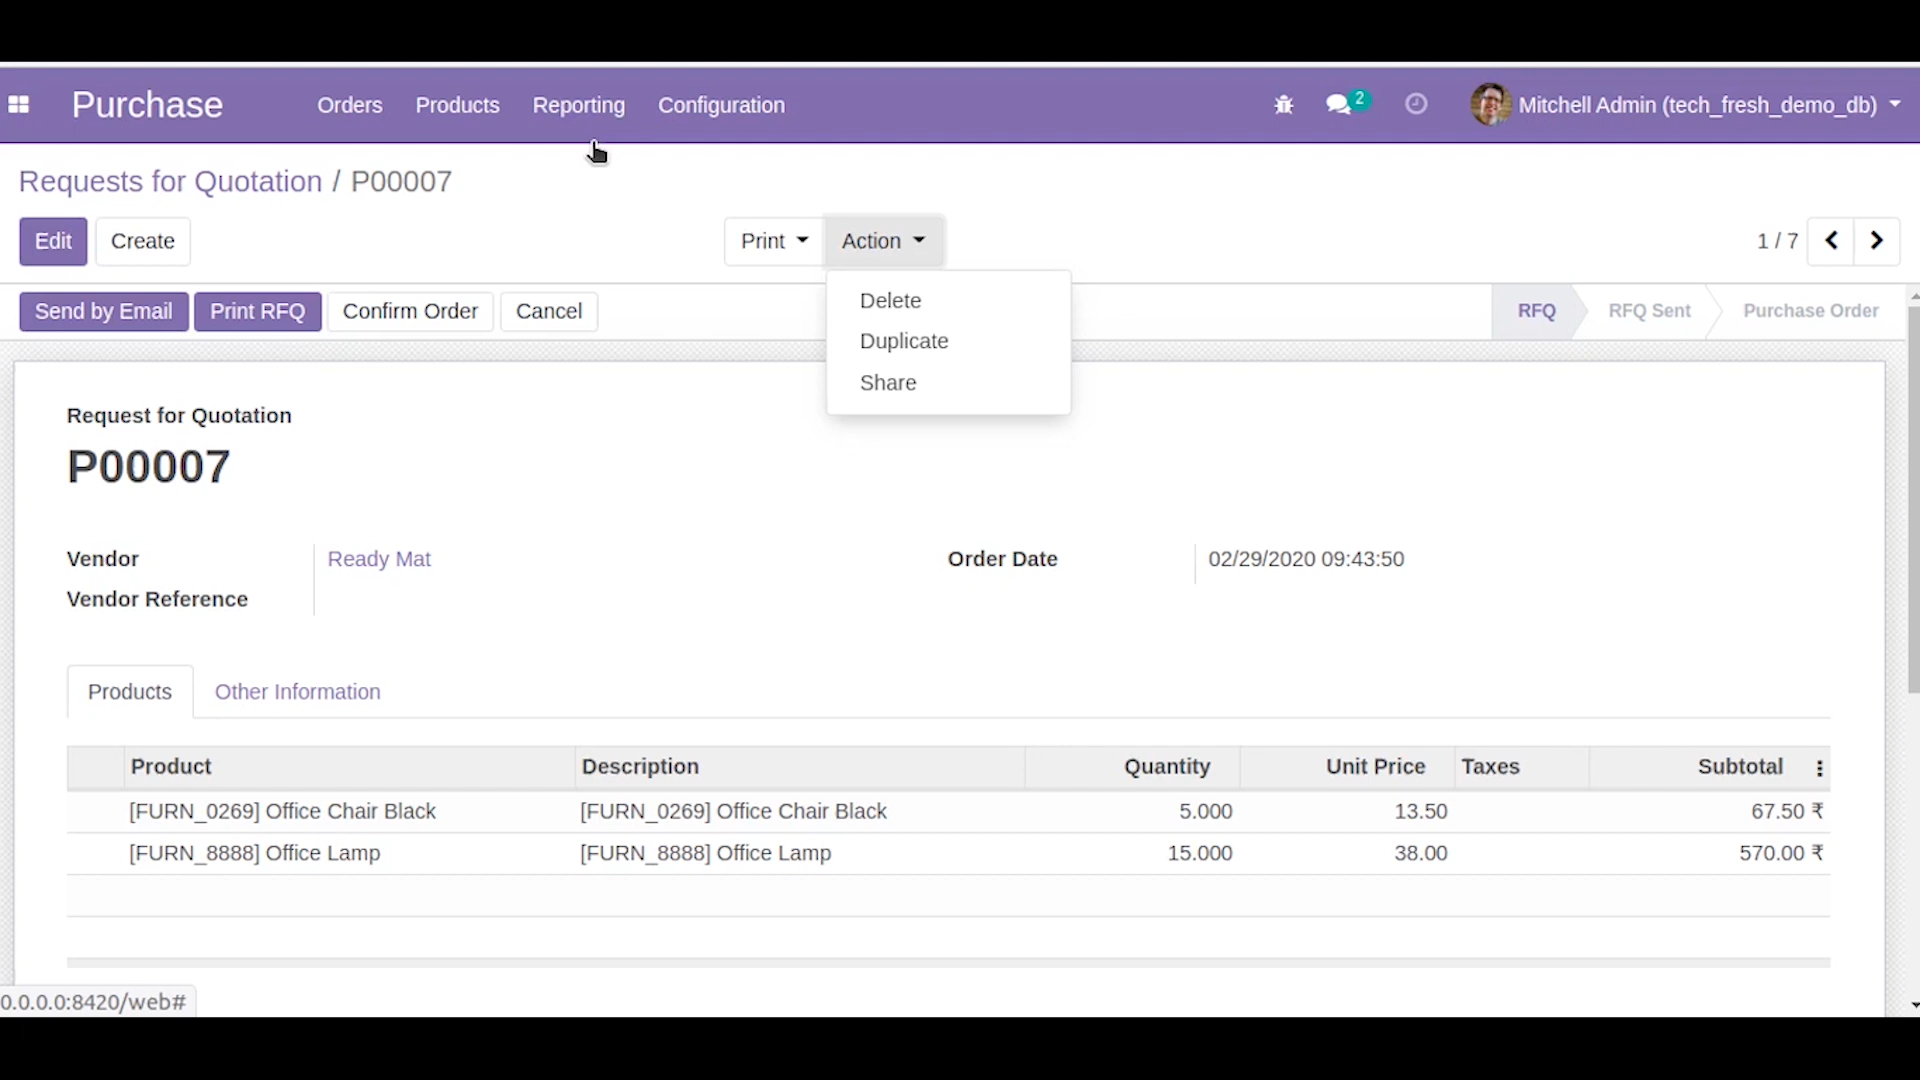 Purchase Orders Products Reporting Configuration 2 Mitchell Admin (tech_fresh_demo_db)
Requests for Quotation / P00007
Edit Create Print Action 1 / 7
Send by Email Print RFQ Confirm Order Cancel RFQ RFQ Sent Purchase Order
Delete
Duplicate
Share
Request for Quotation
P00007
Vendor Ready Mat Order Date 02/29/2020 09:43:50
Vendor Reference
Products Other Information
Product Description Quantity Unit Price Taxes Subtotal
[FURN_0269] Office Chair Black [FURN_0269] Office Chair Black 5.000 13.50 67.50 ₹
[FURN_8888] Office Lamp [FURN_8888] Office Lamp 15.000 38.00 570.00 ₹
0.0.0.0:8420/web#